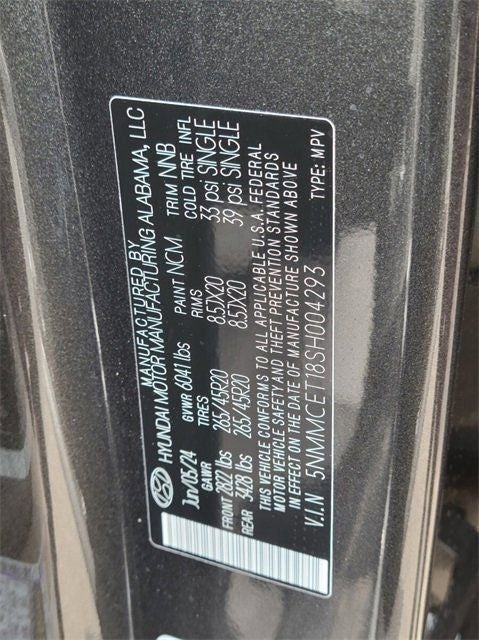 MANUFACTURED BY
HYUNDAI MOTOR MANUFACTURING ALABAMA, LLC
Jun/05/24 GVWR 6041 lbs PAINT NCM TRIM NNB
GAWR TIRES RIMS COLD TIRE INFL
FRONT 2822 lbs 265/45R20 8.5JX20 33 psi SINGLE
REAR 3428 lbs 265/45R20 8.5JX20 39 psi SINGLE
THIS VEHICLE CONFORMS TO ALL APPLICABLE U.S.A. FEDERAL
MOTOR VEHICLE SAFETY AND THEFT PREVENTION STANDARDS
IN EFFECT ON THE DATE OF MANUFACTURE SHOWN ABOVE
V.I.N 5NMMCET18SH004293 TYPE: MPV